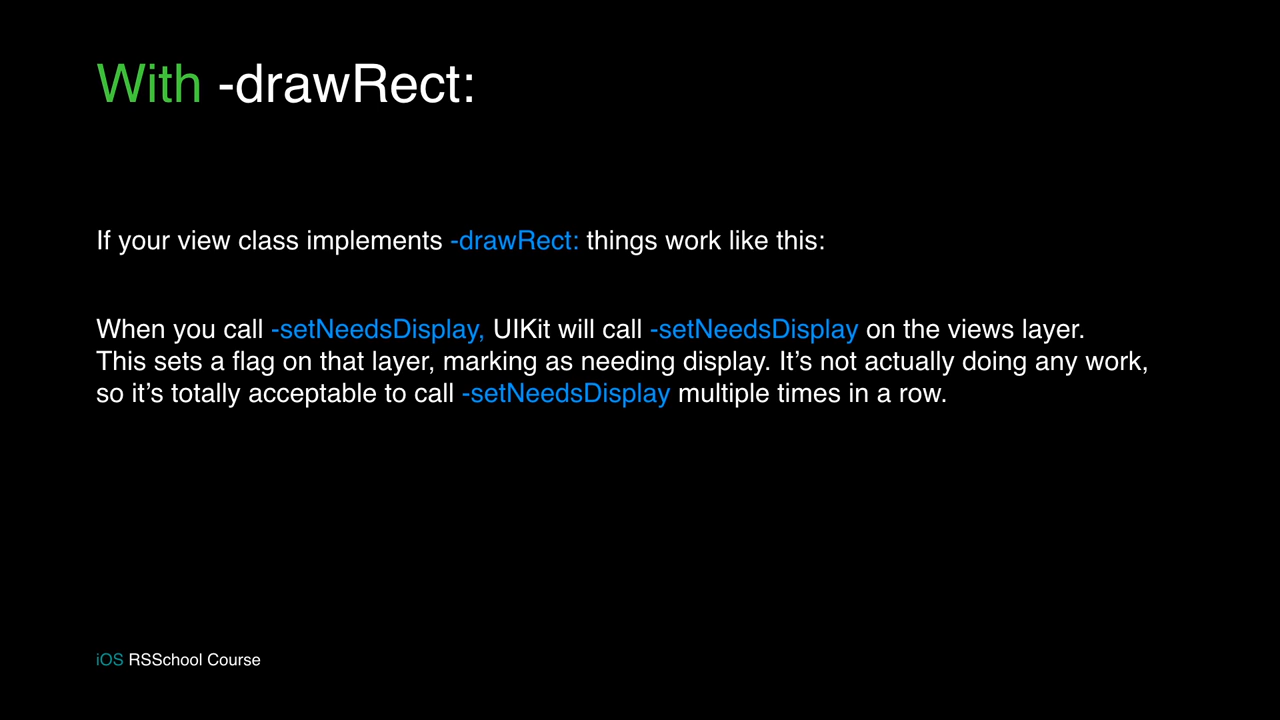 With -drawRect:
If your view class implements -drawRect: things work like this:
When you call -setNeedsDisplay, UIKit will call -setNeedsDisplay on the views layer.
This sets a flag on that layer, marking as needing display. It’s not actually doing any work,
so it’s totally acceptable to call -setNeedsDisplay multiple times in a row.
iOS RSSchool Course